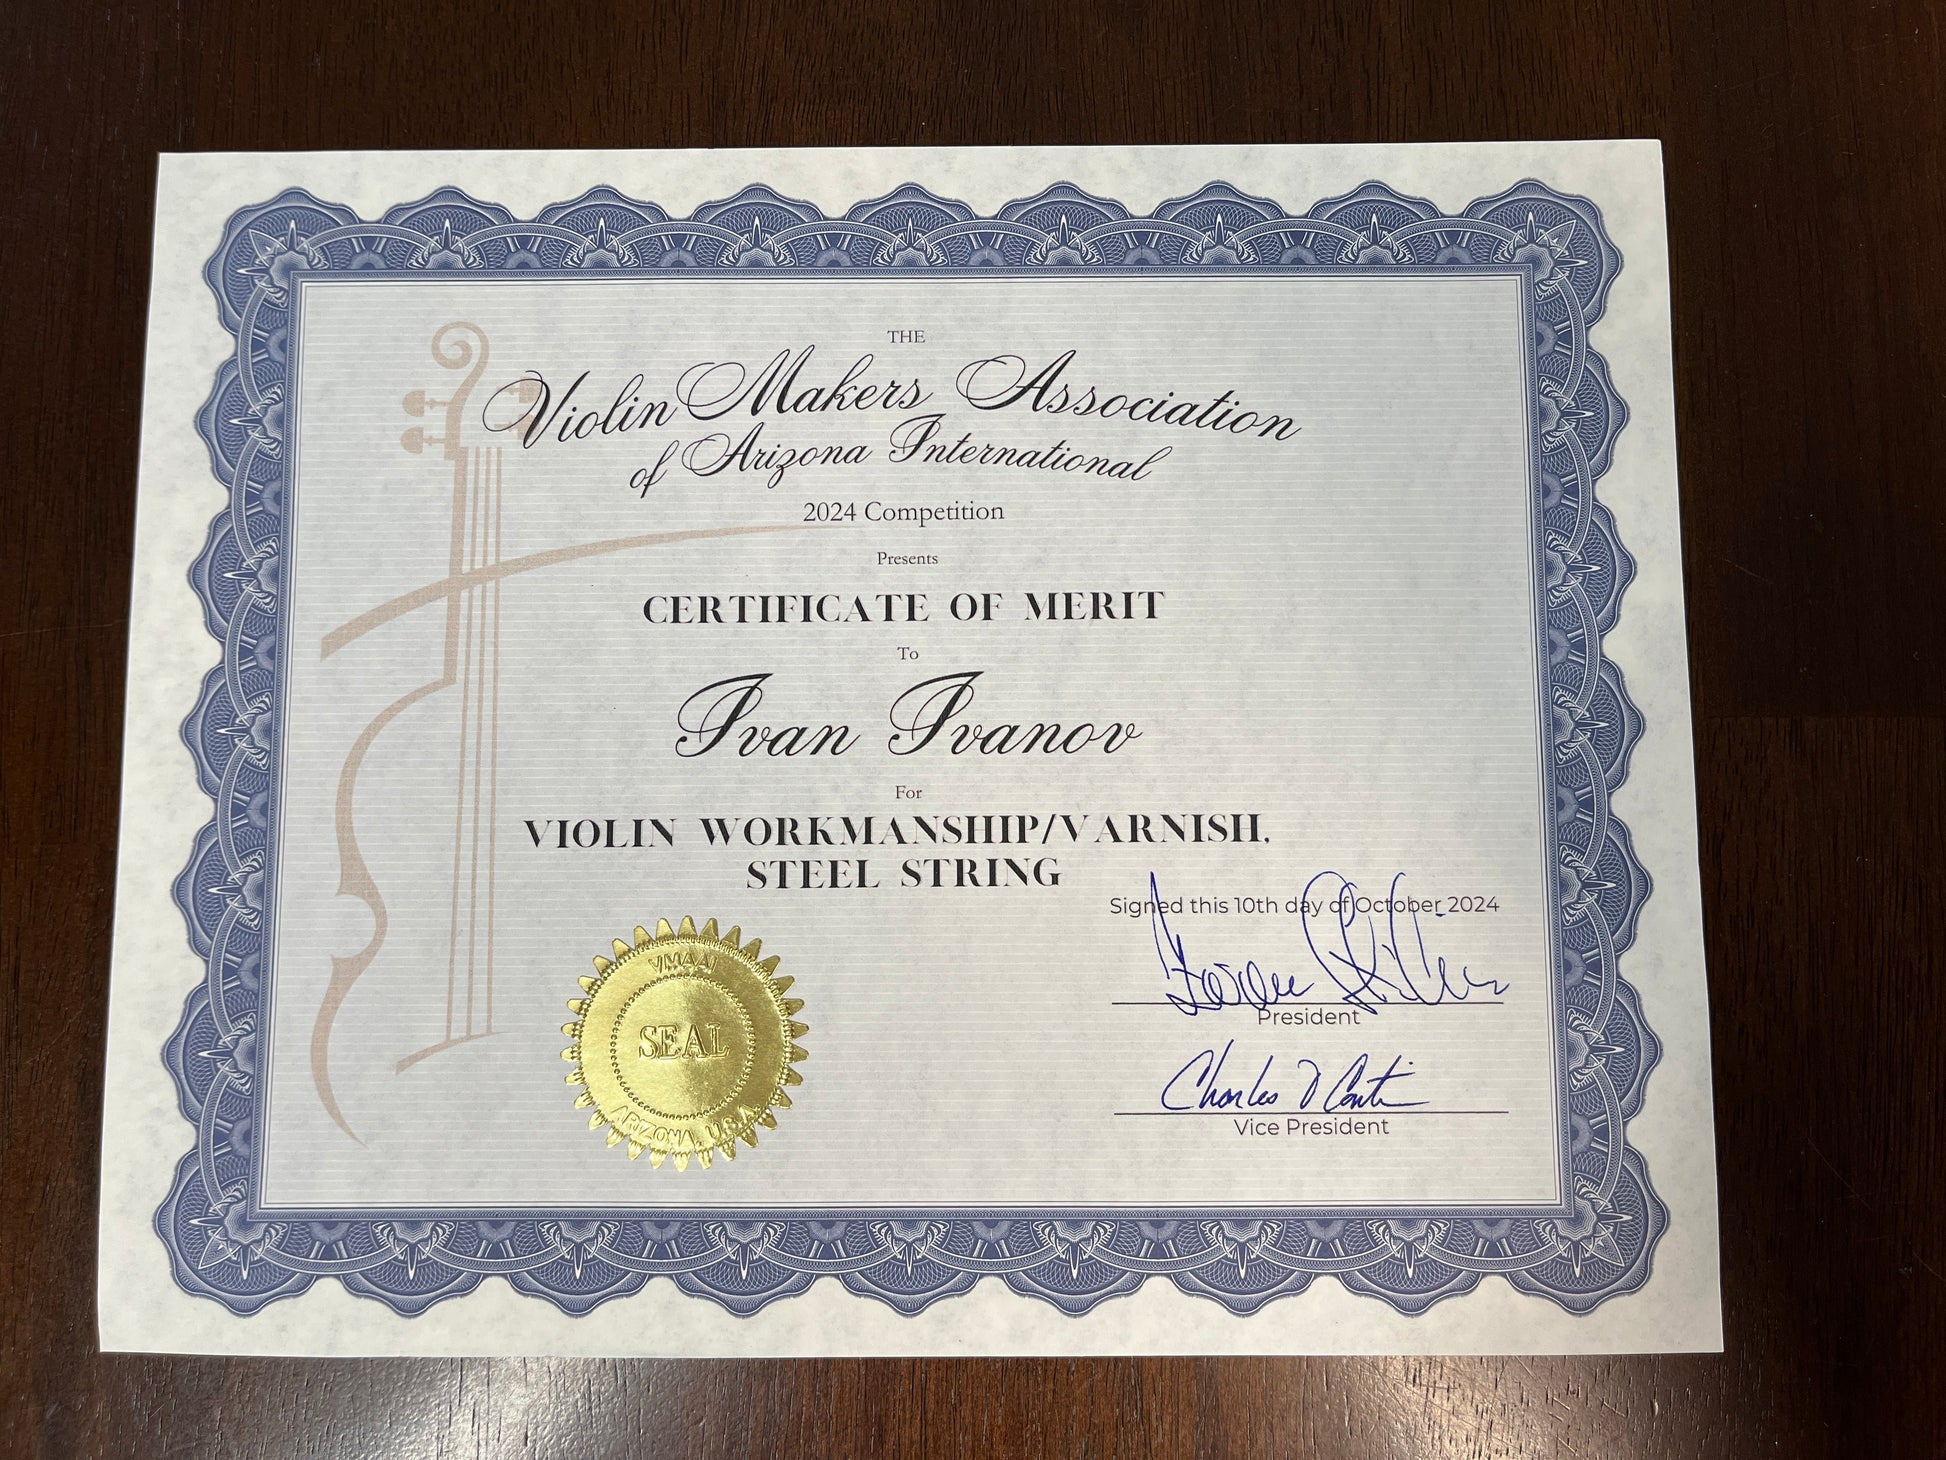 THE
Violin Makers Association
of Arizona International
2024 Competition
Presents
CERTIFICATE OF MERIT
To
Ivan Ivanov
For
VIOLIN WORKMANSHIP/VARNISH,
STEEL STRING
Signed this 10th day of October 2024
President
Charles
Vice President
VMAAI
SEAL
ARIZONA, U.S.A.